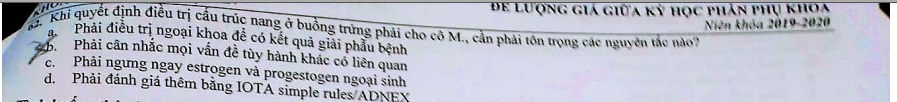 ĐỀ LƯỢNG GIÁ GIỮA KỲ HỌC PHẦN PHỤ KHOA
Niên khóa 2019-2020
62. Khi quyết định điều trị cấu trúc nang ở buồng trứng phải cho cô M., cần phải tôn trọng các nguyên tắc nào?
a. Phải điều trị ngoại khoa để có kết quả giải phẫu bệnh
b. Phải cân nhắc mọi vấn đề tùy hành khác có liên quan
c. Phải ngưng ngay estrogen và progestogen ngoại sinh
d. Phải đánh giá thêm bằng IOTA simple rules/ADNEX